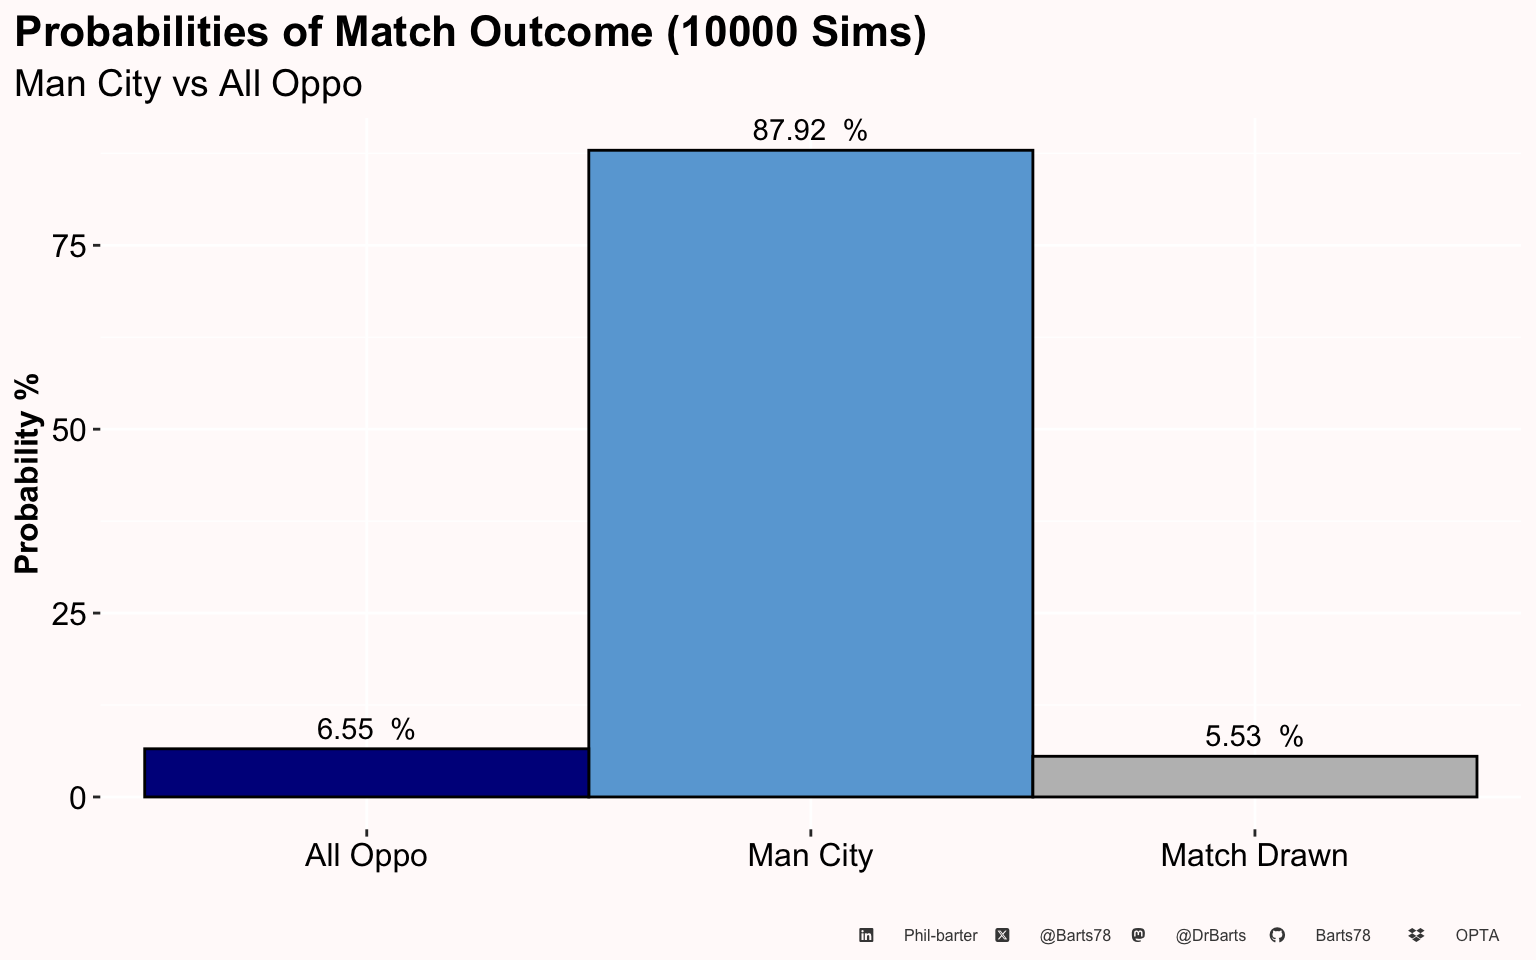 Probabilities of Match Outcome (10000 Sims)
Man City vs All Oppo
87.92 %
75
Probability %
50
25
6.55 %
5.53 %
0
All Oppo
Man City
Match Drawn
Phil-barter @Barts78 @DrBarts Barts78 OPTA